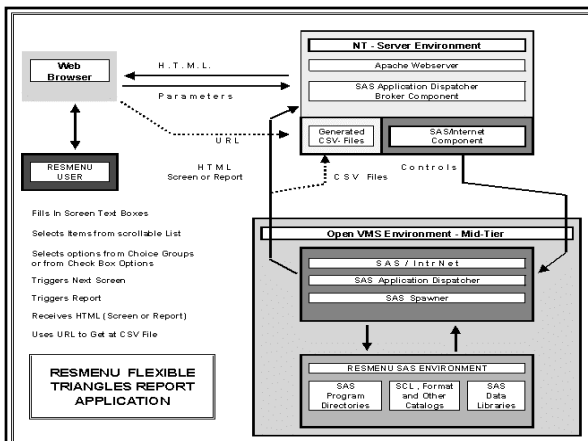 NT - Server Environment
Apache Webserver
SAS Application Dispatcher
Broker Component
Web
Browser
H.T.M.L.
Parameters
URL
Generated
CSV- Files
SAS/Internet
Component
RESMENU
USER
HTML
Screen or Report
CSV Files
Controls
Fills In Screen Text Boxes
Selects Items from scrollable List
Selects options from Choice Groups
or from Check Box Options
Triggers Next Screen
Triggers Report
Receives HTML (Screen or Report)
Uses URL to Get at CSV File
Open VMS Environment - Mid-Tier
SAS / IntrNet
SAS Application Dispatcher
SAS Spawner
RESMENU SAS ENVIRONMENT
SAS
Program
Directories
SCL, Format
and Other
Catalogs
SAS
Data
Libraries
RESMENU FLEXIBLE
TRIANGLES REPORT
APPLICATION